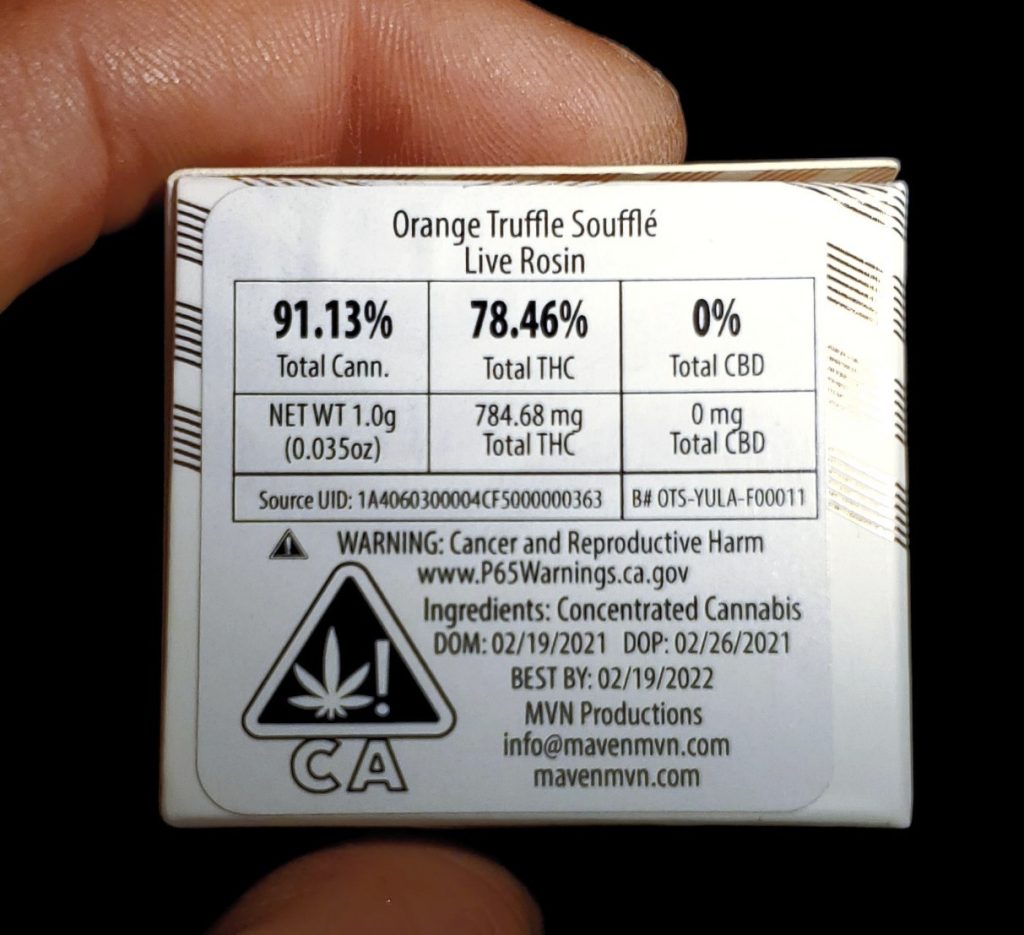 Orange Truffle Soufflé
Live Rosin
91.13% 78.46% 0%
Total Cann. Total THC Total CBD
NET WT 1.0g 784.68 mg 0 mg
(0.035oz) Total THC Total CBD
Source UID: 1A4060300004CF5000000363 B# OTS-YULA-F00011
WARNING: Cancer and Reproductive Harm
www.P65Warnings.ca.gov
Ingredients: Concentrated Cannabis
DOM: 02/19/2021 DOP: 02/26/2021
BEST BY: 02/19/2022
MVN Productions
info@mavenmvn.com
mavenmvn.com
!
CA